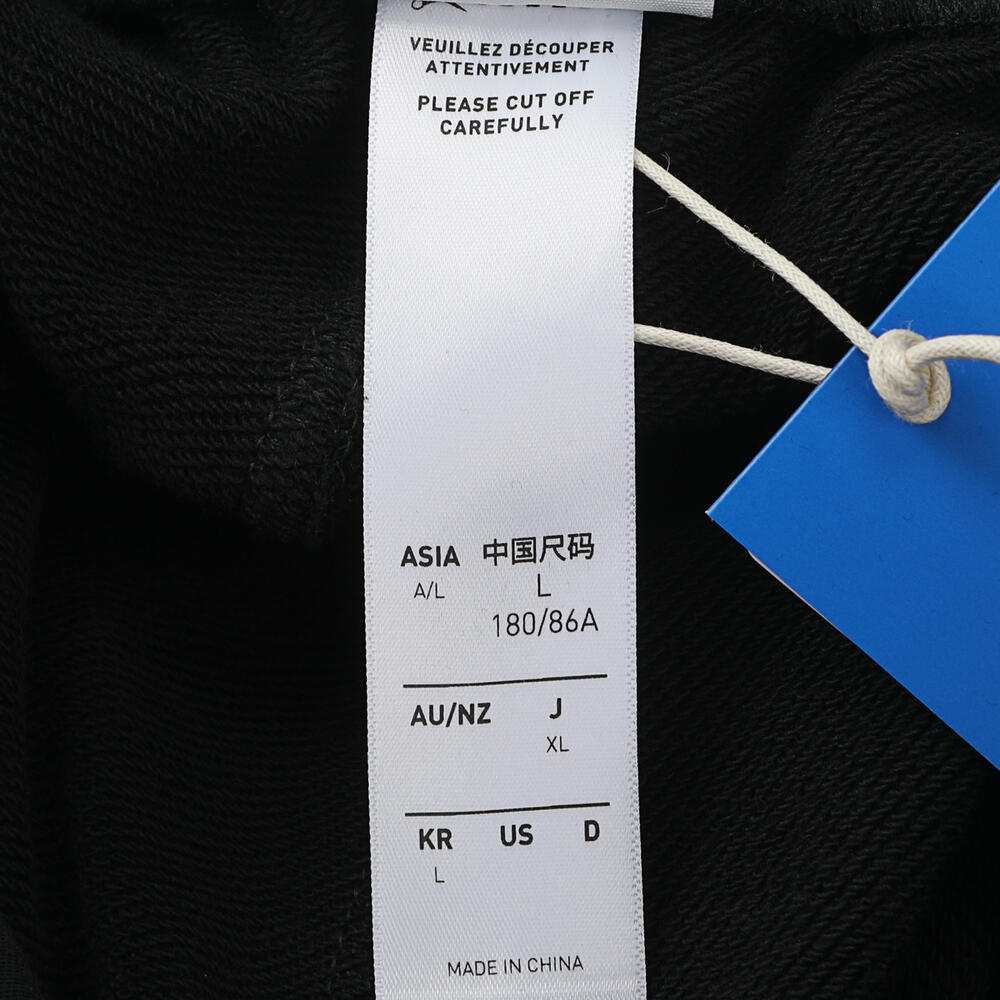 VEUILLEZ DÉCOUPER
ATTENTIVEMENT
PLEASE CUT OFF
CAREFULLY
ASIA 中国尺码
A/L L
180/86A
AU/NZ J
XL
KR US D
L
MADE IN CHINA